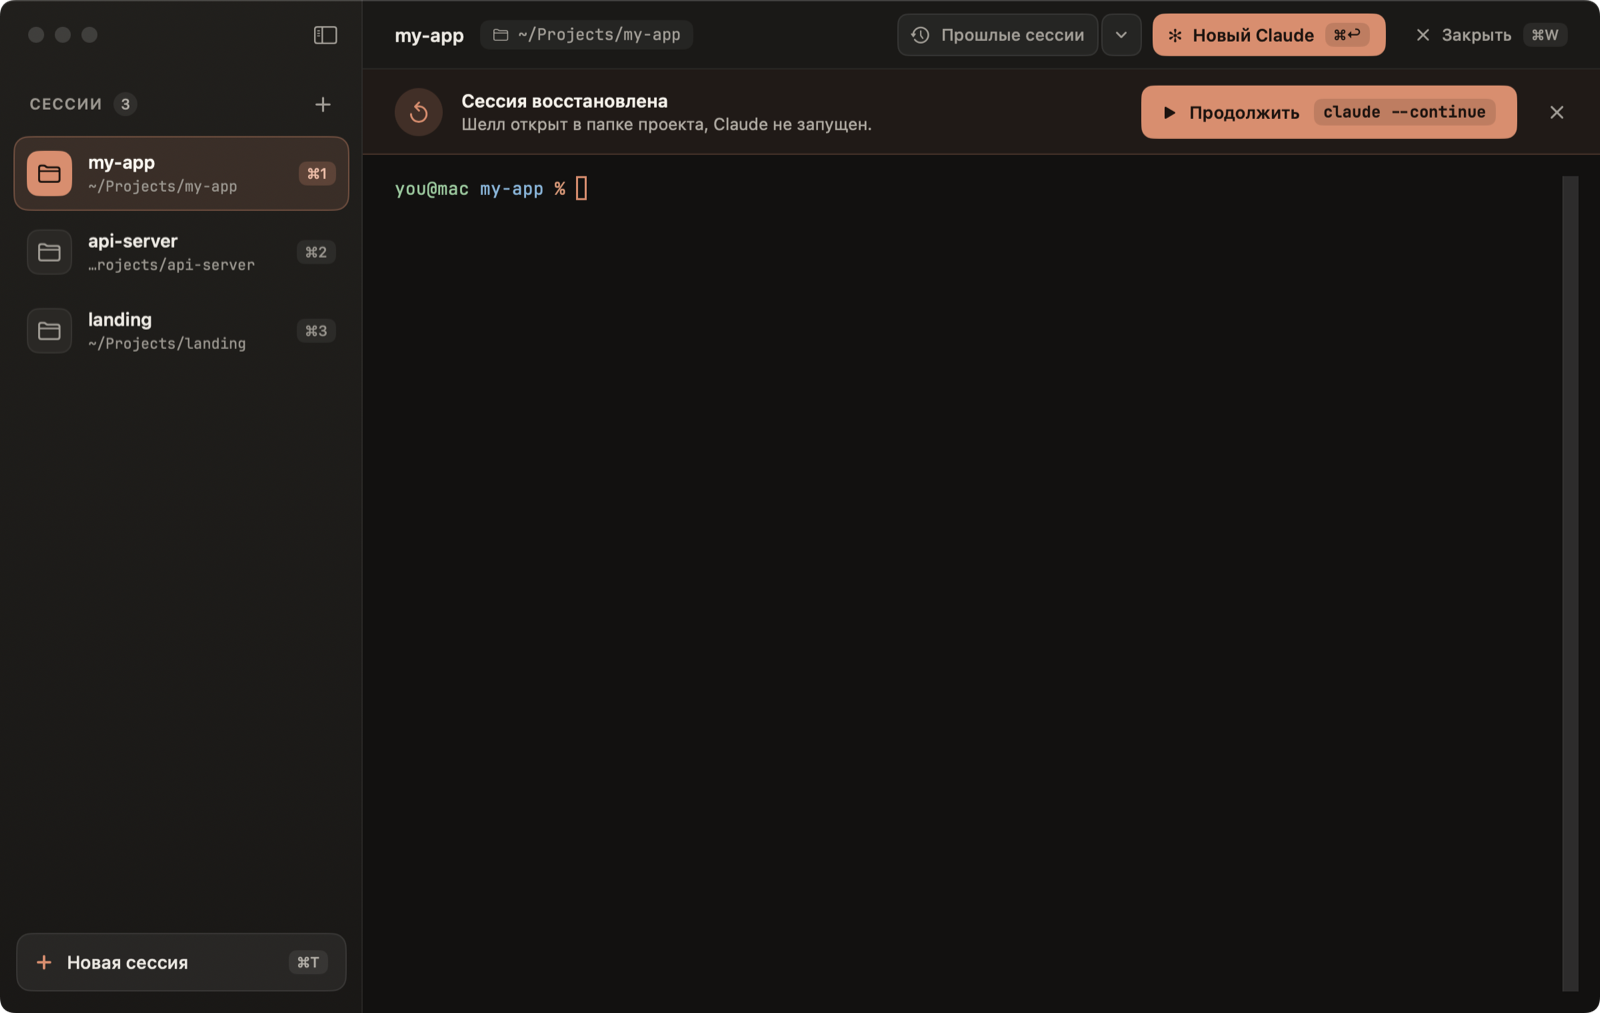 СЕССИИ 3
my-app
~/Projects/my-app
⌘1
api-server
…rojects/api-server
⌘2
landing
~/Projects/landing
⌘3
Новая сессия ⌘T
my-app ~/Projects/my-app Прошлые сессии Новый Claude ⌘↩ Закрыть ⌘W
Сессия восстановлена
Шелл открыт в папке проекта, Claude не запущен.
Продолжить claude --continue
you@mac my-app %